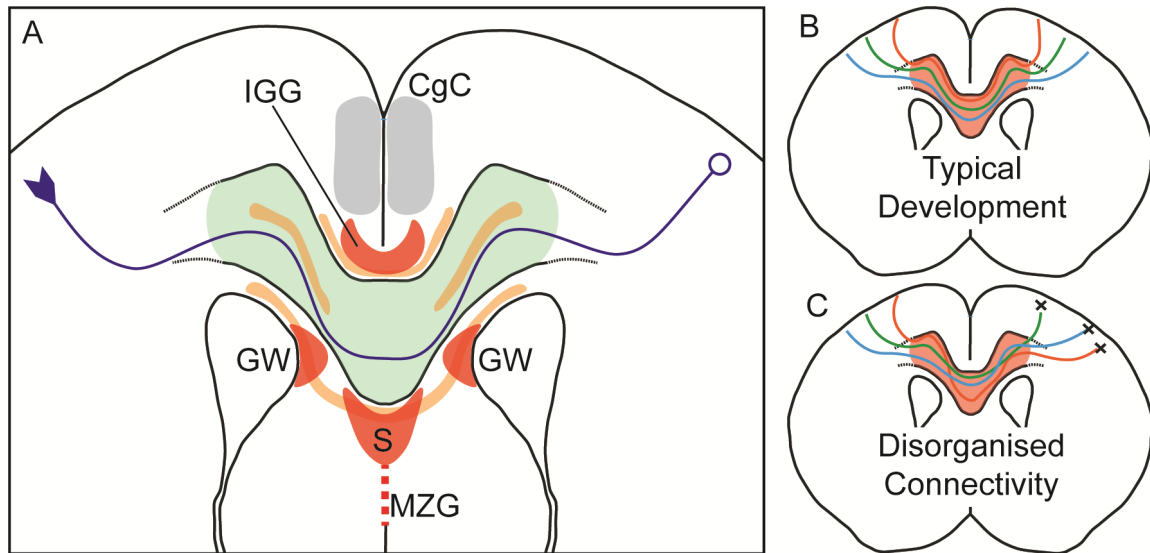 A
IGG
CgC
GW
GW
S
MZG
B
Typical
Development
C
Disorganised
Connectivity